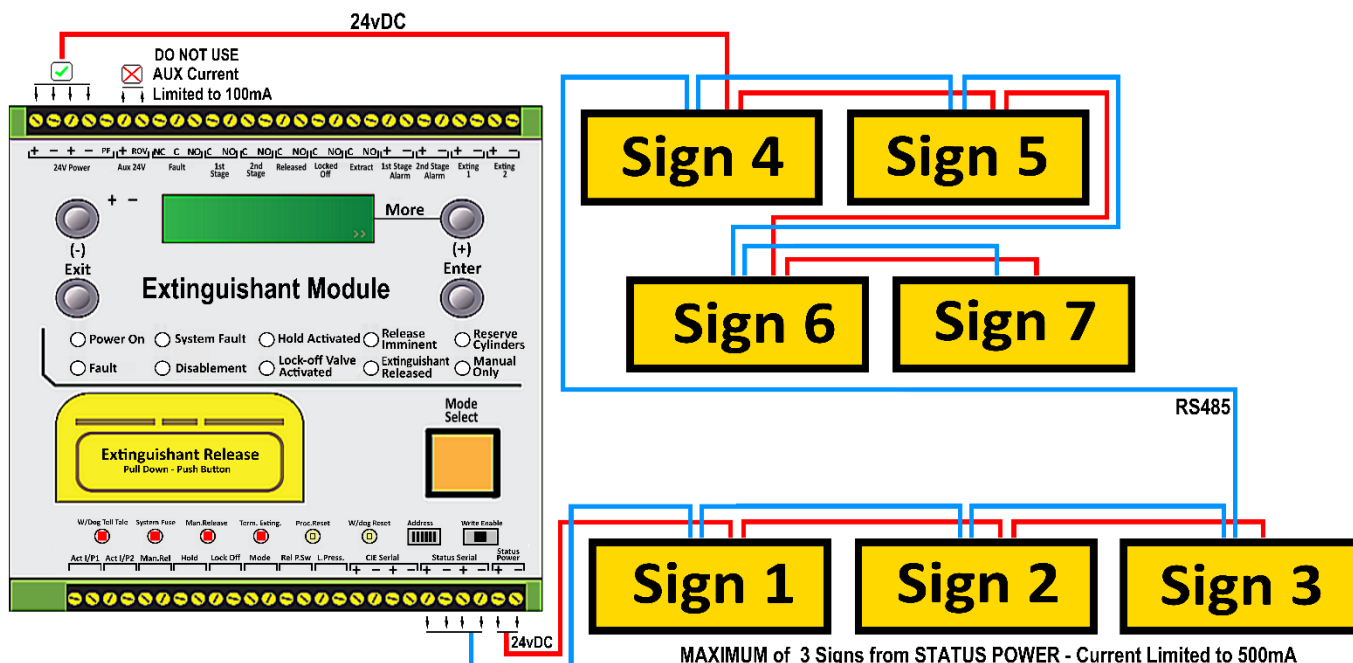 24vDC
DO NOT USE
AUX Current
Limited to 100mA
+ − + − PF + ROV NC C NO C NO C NO C NO C NO C NO + − + − + − + −
24V Power Aux 24V Fault 1st Stage 2nd Stage Released Locked Off Extract 1st Stage Alarm 2nd Stage Alarm Exting 1 Exting 2
+ −
More
>>
(-) (+)
Exit Enter
Extinguishant Module
Power On System Fault Hold Activated Release Imminent Reserve Cylinders
Fault Disablement Lock-off Valve Activated Extinguishant Released Manual Only
Mode
Select
Extinguishant Release
Pull Down - Push Button
W/Dog Tell Tale System Fuse Man.Release Term. Exting. Proc.Reset W/dog Reset Address Write Enable
Act I/P1 Act I/P2 Man.Rel Hold Lock Off Mode Rel P.Sw L.Press. CIE Serial Status Serial Status Power
+ − + − + − + − + −
24vDC
Sign 4 Sign 5
Sign 6 Sign 7
RS485
Sign 1 Sign 2 Sign 3
MAXIMUM of 3 Signs from STATUS POWER - Current Limited to 500mA